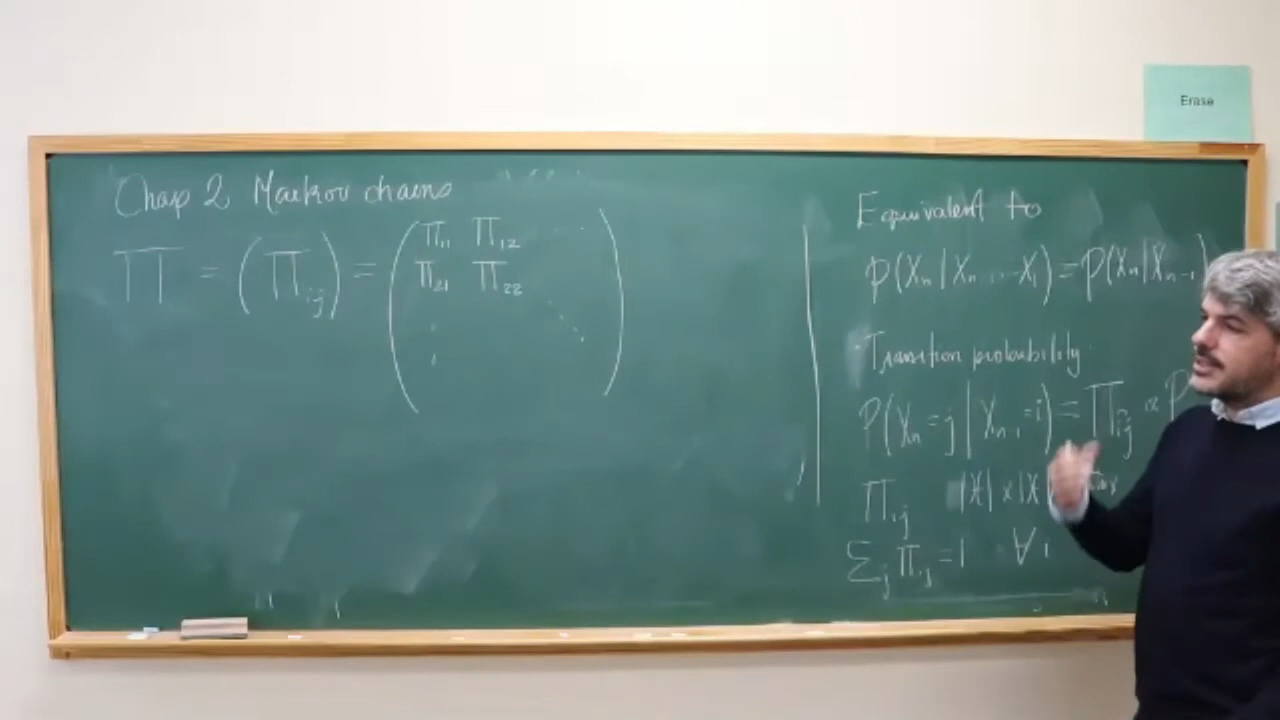 Erase
Chap 2 Markov chains
Π = (Π_ij) = ( Π_11 Π_12 ...
Π_21 Π_22
⋮ ⋱ )
Equivalent to
p(X_n | X_n-1 ... X_1) = p(X_n | X_n-1)
· Transition probability
P(X_n = j | X_n-1 = i) = Π_ij
Π_ij |X| × |X|
Σ_j Π_ij = 1 ∀ i